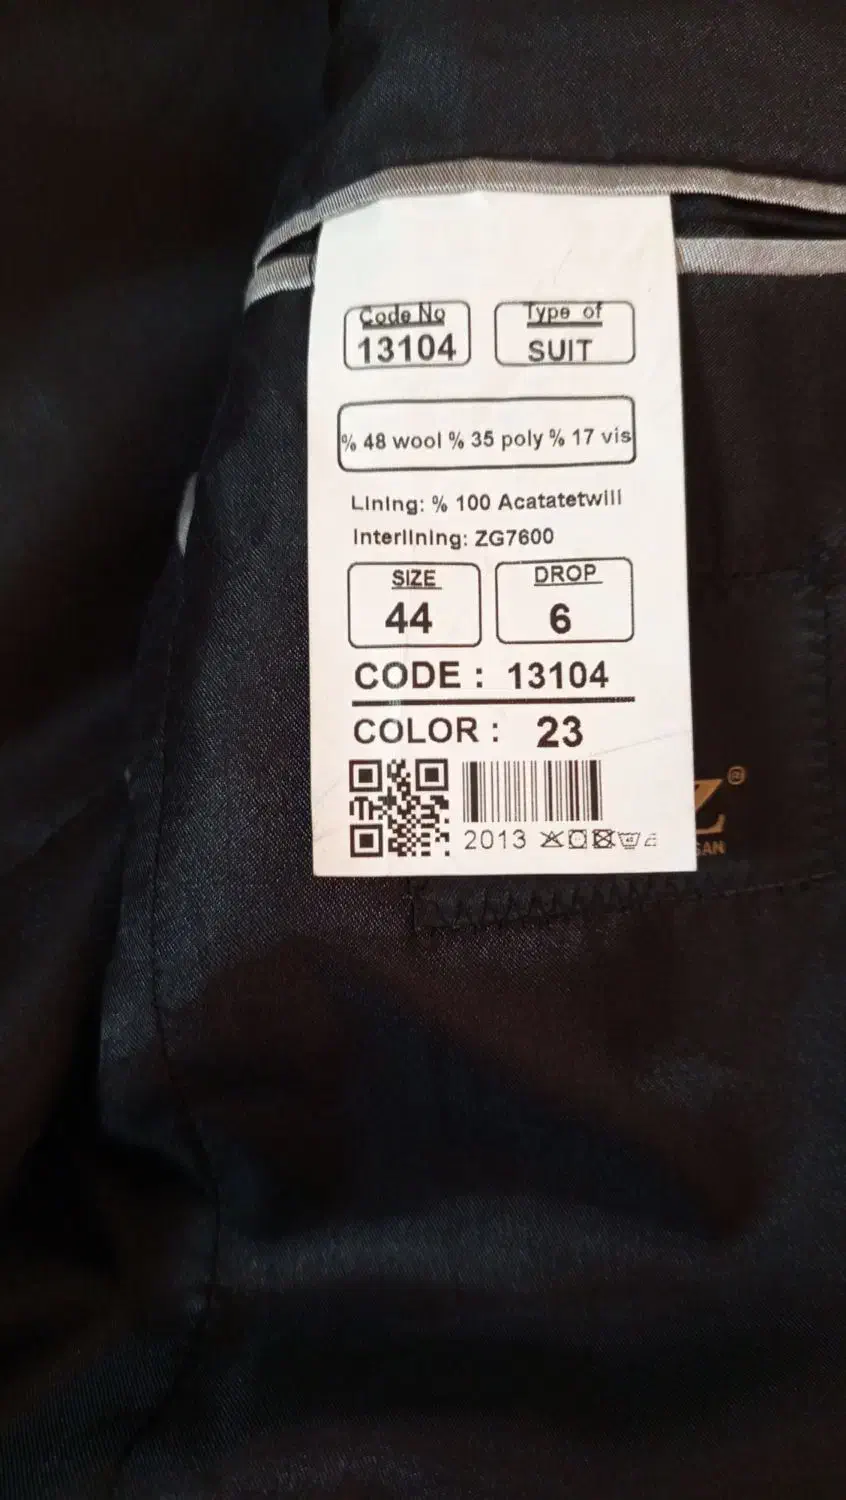 Code No
13104
Type of
SUIT
% 48 wool % 35 poly % 17 vis
Lining: % 100 Acatatetwill
Interlining: ZG7600
SIZE
44
DROP
6
CODE : 13104
COLOR : 23
2013
Z®